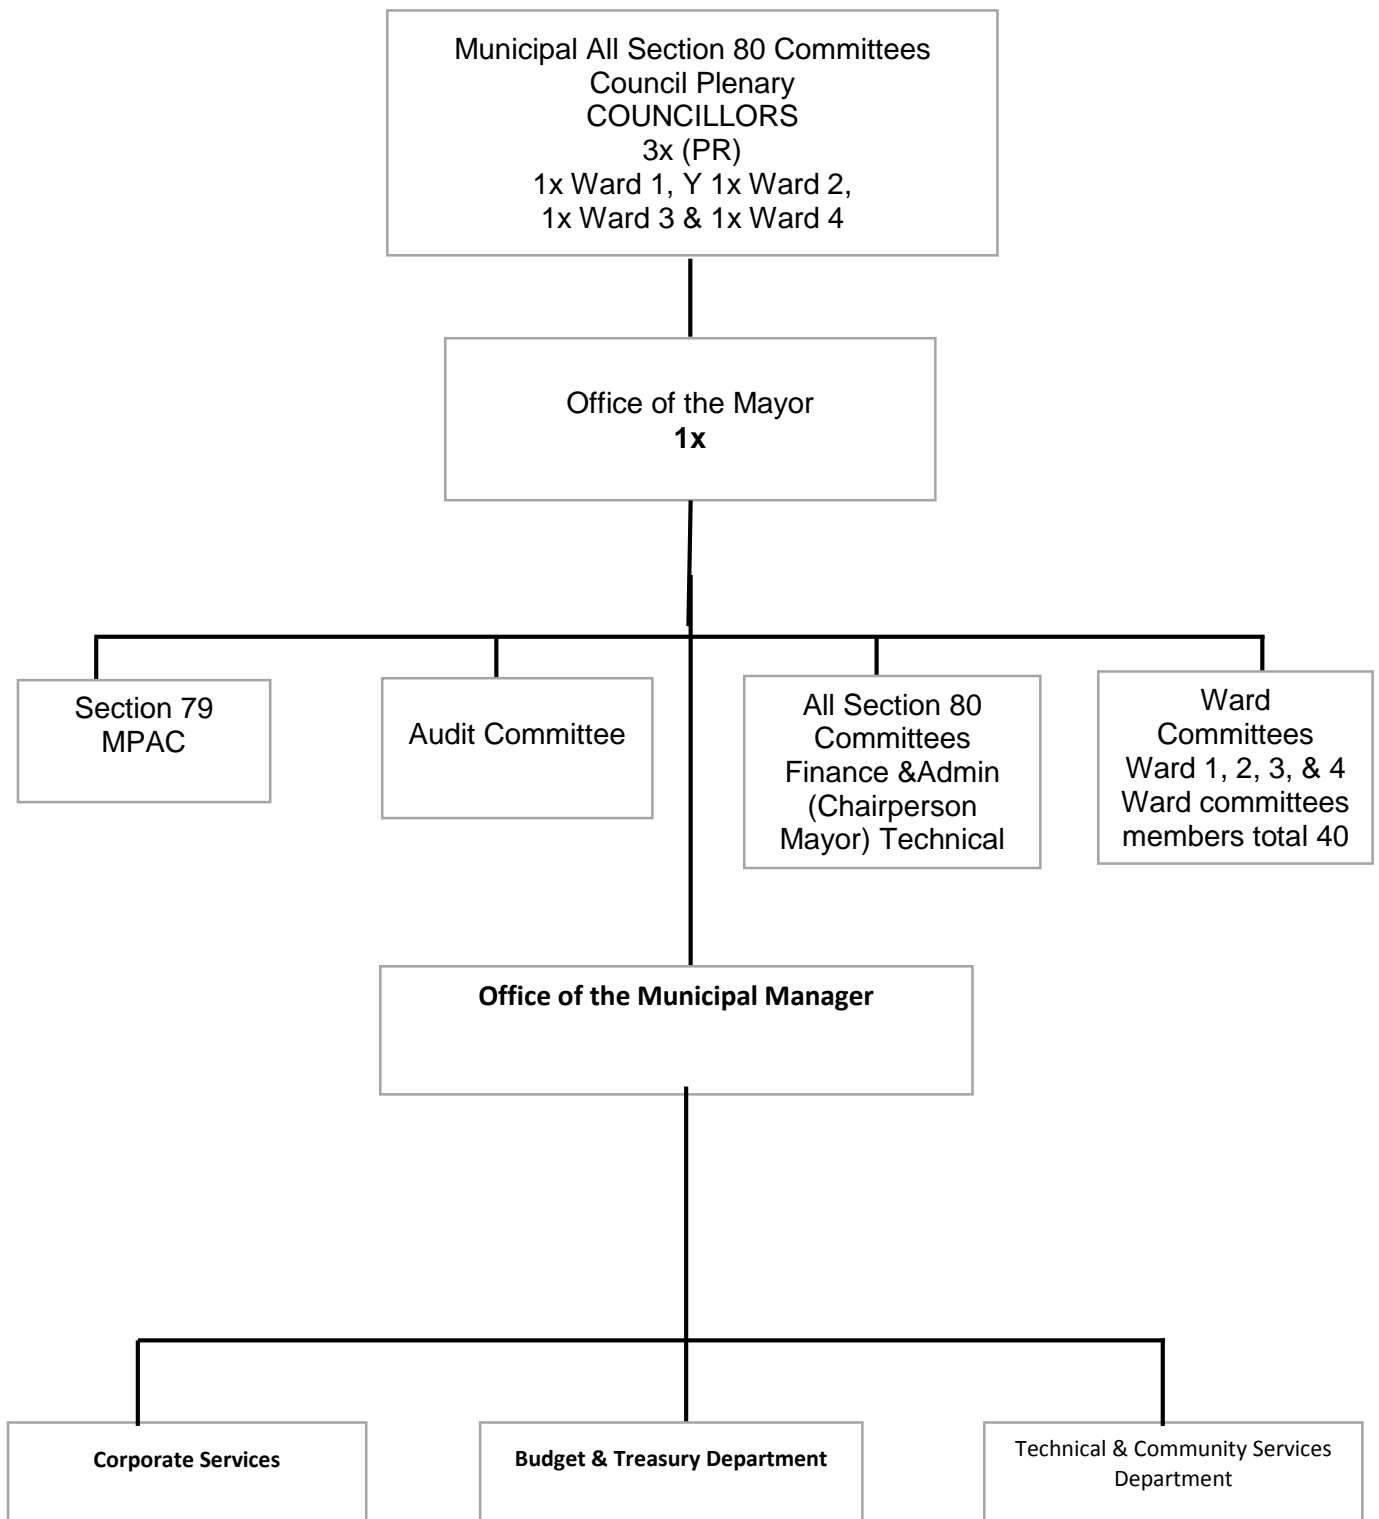 Municipal All Section 80 Committees
Council Plenary
COUNCILLORS
3x (PR)
1x Ward 1, Y 1x Ward 2,
1x Ward 3 & 1x Ward 4
Office of the Mayor
1x
Section 79
MPAC
Audit Committee
All Section 80
Committees
Finance &Admin
(Chairperson
Mayor) Technical
Ward
Committees
Ward 1, 2, 3, & 4
Ward committees
members total 40
Office of the Municipal Manager
Corporate Services
Budget & Treasury Department
Technical & Community Services
Department